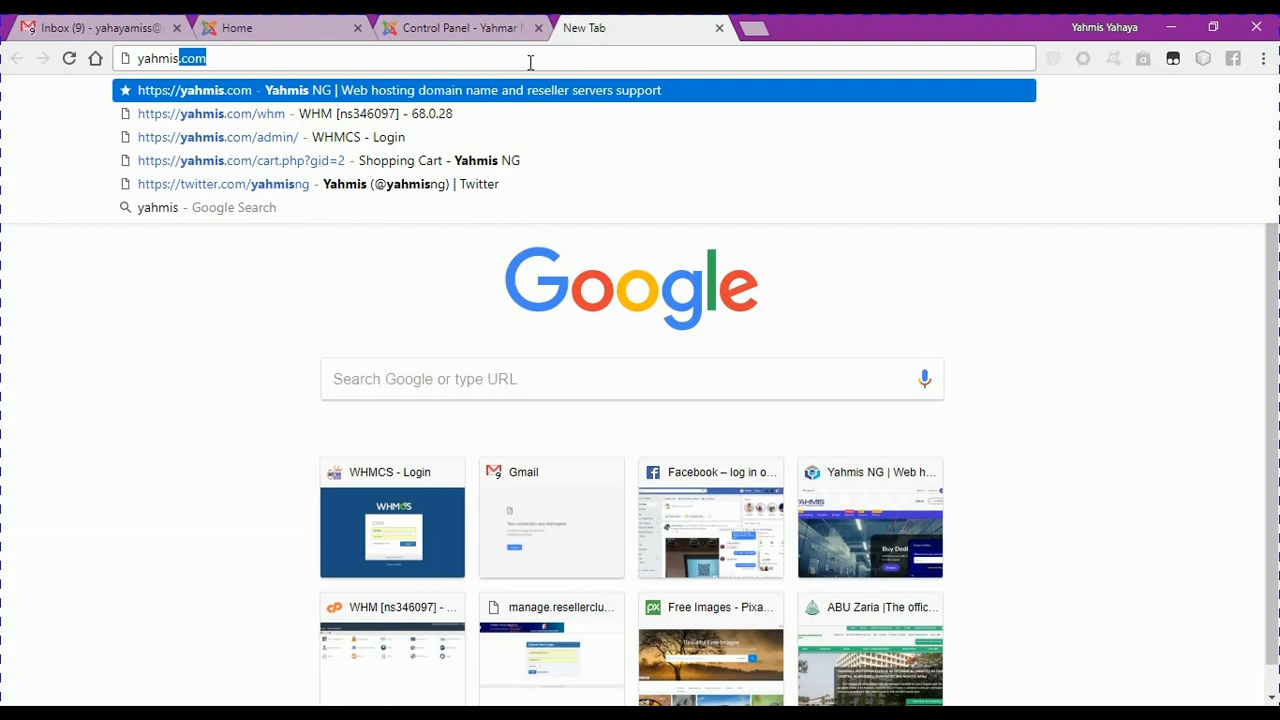 Inbox (9) - yahayamiss@
Home
Control Panel - Yahmar
New Tab
Yahmis Yahaya
yahmis.com
https://yahmis.com - Yahmis NG | Web hosting domain name and reseller servers support
https://yahmis.com/whm - WHM [ns346097] - 68.0.28
https://yahmis.com/admin/ - WHMCS - Login
https://yahmis.com/cart.php?gid=2 - Shopping Cart - Yahmis NG
https://twitter.com/yahmisng - Yahmis (@yahmisng) | Twitter
yahmis - Google Search
Google
Search Google or type URL
WHMCS - Login
Gmail
Facebook – log in o...
Yahmis NG | Web h...
WHMCS
YAHMIS
Buy Dedi
WHM [ns346097] - ...
manage.resellerclu...
Free Images - Pixa...
ABU Zaria |The offic...